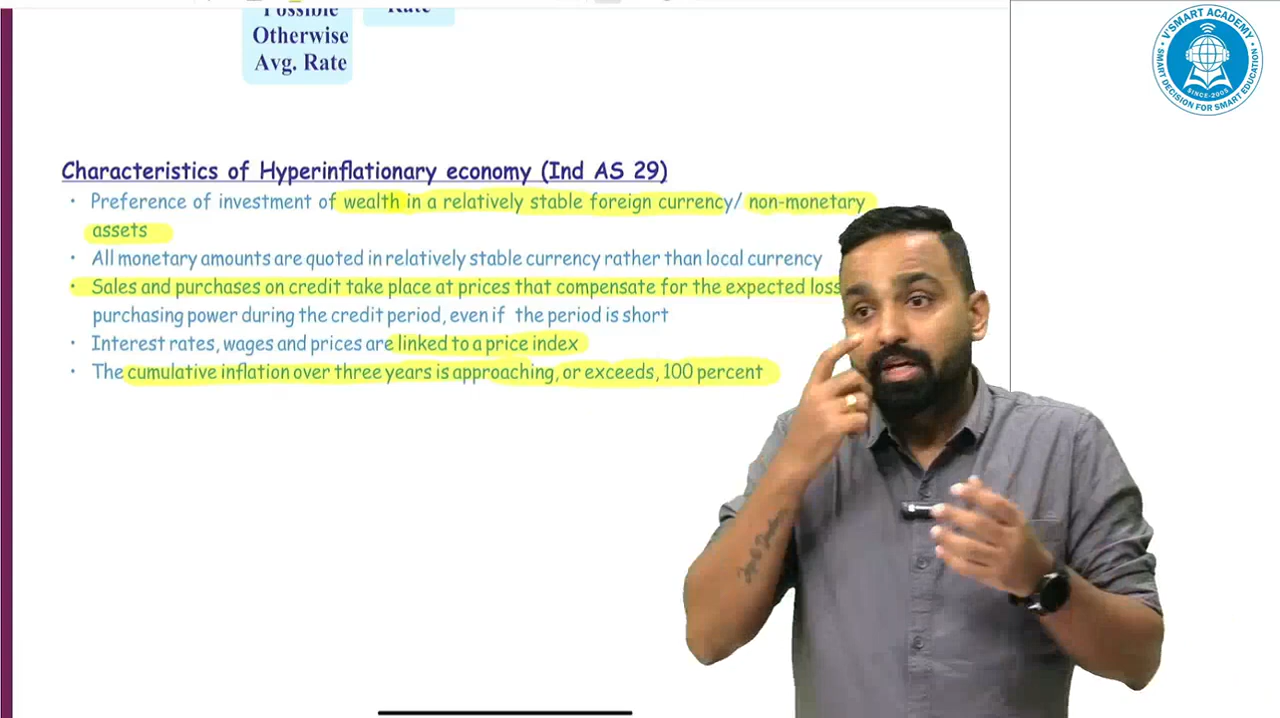 Possible
Rate
Otherwise
Avg. Rate
V'SMART ACADEMY
SMART DECISION FOR SMART EDUCATION
SINCE-2005
Characteristics of Hyperinflationary economy (Ind AS 29)
• Preference of investment of wealth in a relatively stable foreign currency/ non-monetary
assets
• All monetary amounts are quoted in relatively stable currency rather than local currency
• Sales and purchases on credit take place at prices that compensate for the expected loss
purchasing power during the credit period, even if the period is short
• Interest rates, wages and prices are linked to a price index
• The cumulative inflation over three years is approaching, or exceeds, 100 percent